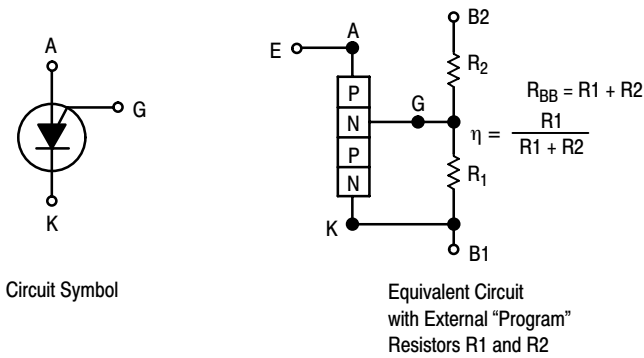 A
G
K
Circuit Symbol
B2
A
E
R2
P
G
RBB = R1 + R2
N
η = R1
R1 + R2
P
R1
N
K
B1
Equivalent Circuit
with External “Program”
Resistors R1 and R2